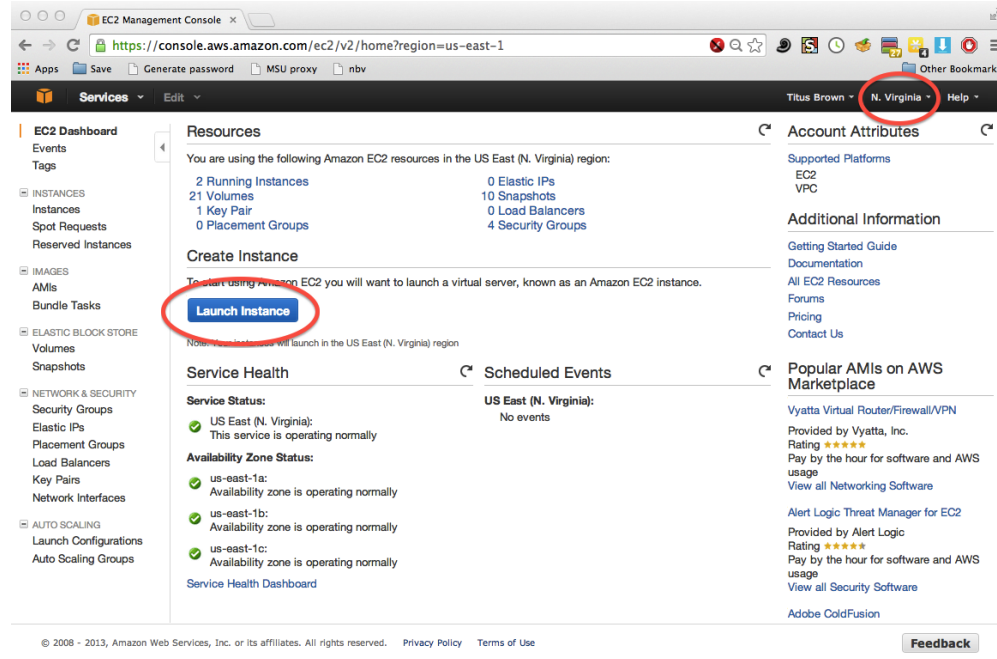 EC2 Management Console ×
https://console.aws.amazon.com/ec2/v2/home?region=us-east-1
Apps Save Generate password MSU proxy nbv Other Bookmark
Services Edit Titus Brown N. Virginia Help
EC2 Dashboard
Events
Tags
INSTANCES
Instances
Spot Requests
Reserved Instances
IMAGES
AMIs
Bundle Tasks
ELASTIC BLOCK STORE
Volumes
Snapshots
NETWORK & SECURITY
Security Groups
Elastic IPs
Placement Groups
Load Balancers
Key Pairs
Network Interfaces
AUTO SCALING
Launch Configurations
Auto Scaling Groups
Resources
You are using the following Amazon EC2 resources in the US East (N. Virginia) region:
2 Running Instances 0 Elastic IPs
21 Volumes 10 Snapshots
1 Key Pair 0 Load Balancers
0 Placement Groups 4 Security Groups
Create Instance
To start using Amazon EC2 you will want to launch a virtual server, known as an Amazon EC2 instance.
Launch Instance
Note: Your instances will launch in the US East (N. Virginia) region
Service Health
Service Status:
US East (N. Virginia):
This service is operating normally
Availability Zone Status:
us-east-1a:
Availability zone is operating normally
us-east-1b:
Availability zone is operating normally
us-east-1c:
Availability zone is operating normally
Service Health Dashboard
Scheduled Events
US East (N. Virginia):
No events
Account Attributes
Supported Platforms
EC2
VPC
Additional Information
Getting Started Guide
Documentation
All EC2 Resources
Forums
Pricing
Contact Us
Popular AMIs on AWS
Marketplace
Vyatta Virtual Router/Firewall/VPN
Provided by Vyatta, Inc.
Rating
Pay by the hour for software and AWS
usage
View all Networking Software
Alert Logic Threat Manager for EC2
Provided by Alert Logic
Rating
Pay by the hour for software and AWS
usage
View all Security Software
Adobe ColdFusion
© 2008 - 2013, Amazon Web Services, Inc. or its affiliates. All rights reserved. Privacy Policy Terms of Use
Feedback